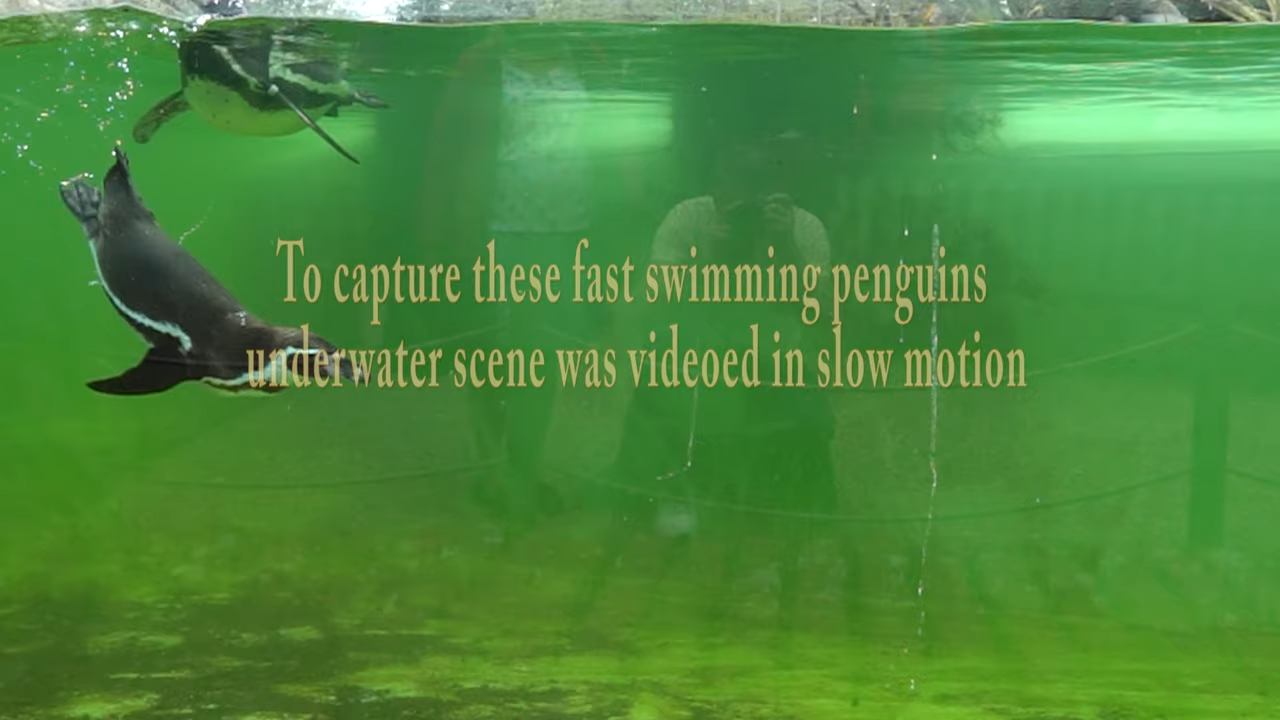 To capture these fast swimming penguins
underwater scene was videoed in slow motion